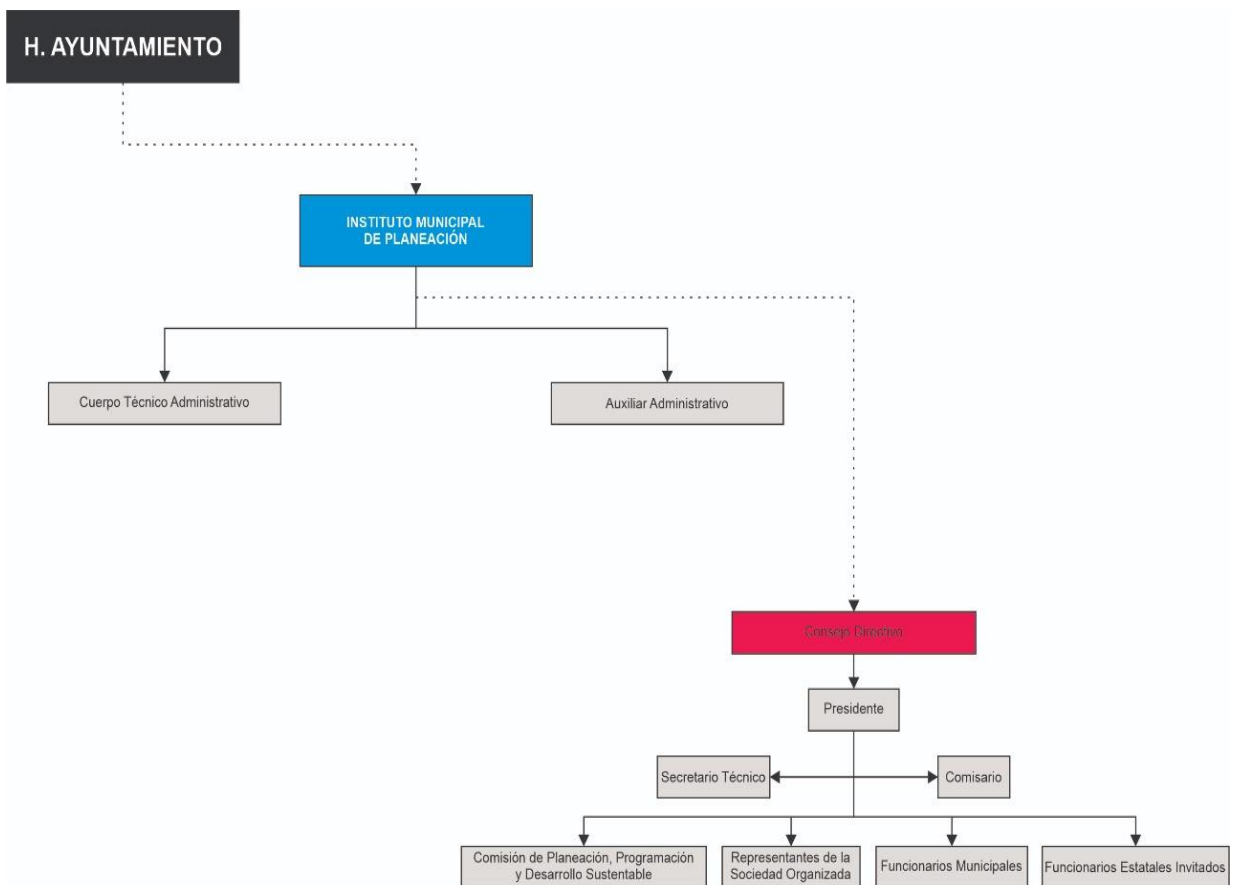 H. AYUNTAMIENTO
INSTITUTO MUNICIPAL
DE PLANEACIÓN
Cuerpo Técnico Administrativo
Auxiliar Administrativo
Consejo Directivo
Presidente
Secretario Técnico
Comisario
Comisión de Planeación, Programación
y Desarrollo Sustentable
Representantes de la
Sociedad Organizada
Funcionarios Municipales
Funcionarios Estatales Invitados